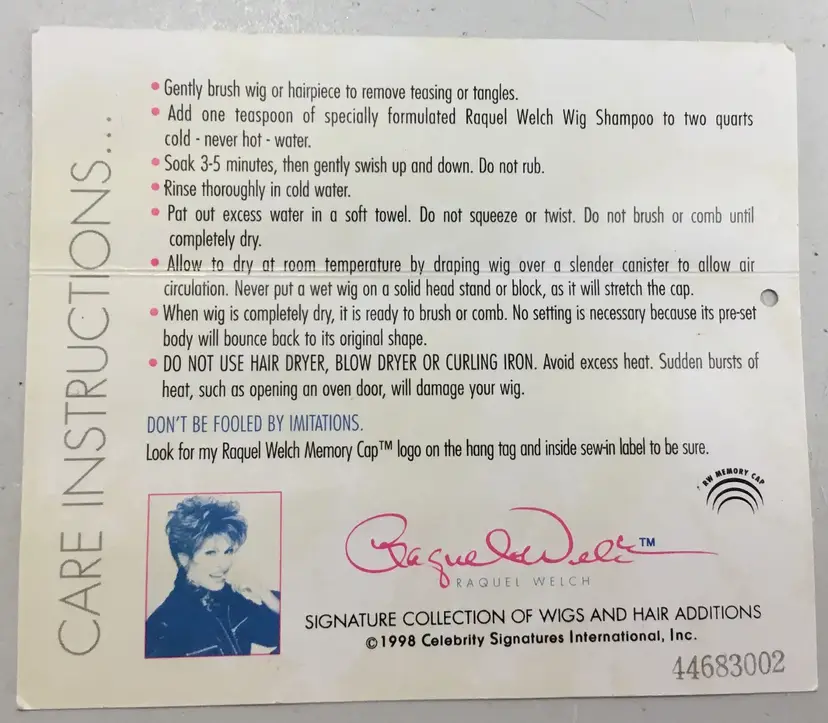 CARE INSTRUCTIONS....
• Gently brush wig or hairpiece to remove teasing or tangles.
• Add one teaspoon of specially formulated Raquel Welch Wig Shampoo to two quarts
cold - never hot - water.
• Soak 3-5 minutes, then gently swish up and down. Do not rub.
• Rinse thoroughly in cold water.
• Pat out excess water in a soft towel. Do not squeeze or twist. Do not brush or comb until
completely dry.
• Allow to dry at room temperature by draping wig over a slender canister to allow air
circulation. Never put a wet wig on a solid head stand or block, as it will stretch the cap.
• When wig is completely dry, it is ready to brush or comb. No setting is necessary because its pre-set
body will bounce back to its original shape.
• DO NOT USE HAIR DRYER, BLOW DRYER OR CURLING IRON. Avoid excess heat. Sudden bursts of
heat, such as opening an oven door, will damage your wig.
DON'T BE FOOLED BY IMITATIONS.
Look for my Raquel Welch Memory Cap™ logo on the hang tag and inside sew-in label to be sure.
RW MEMORY CAP
Raquel Welch™
RAQUEL WELCH
SIGNATURE COLLECTION OF WIGS AND HAIR ADDITIONS
©1998 Celebrity Signatures International, Inc.
44683002